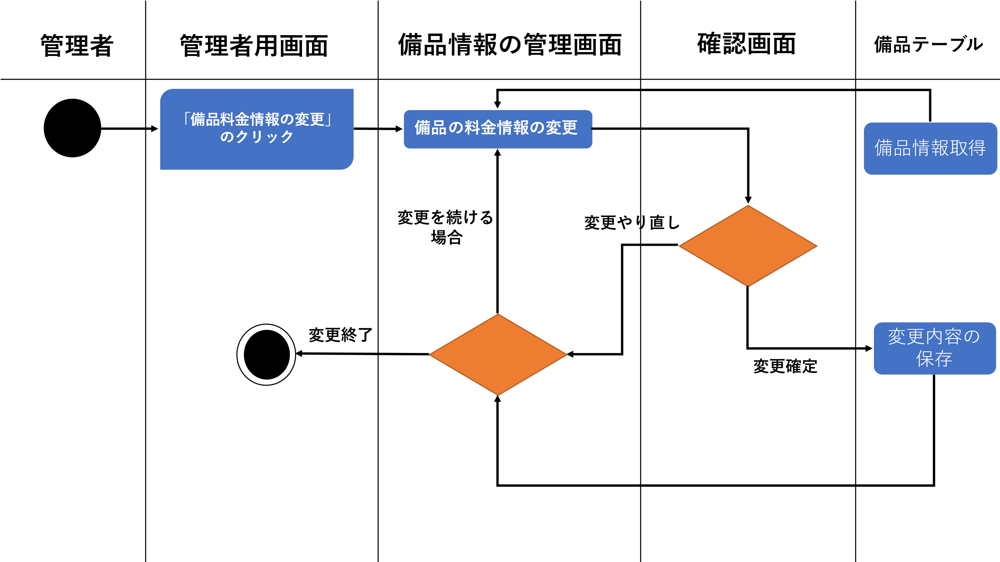 管理者
管理者用画面
備品情報の管理画面
確認画面
備品テーブル
「備品料金情報の変更」
のクリック
備品の料金情報の変更
備品情報取得
変更を続ける
場合
変更やり直し
変更終了
変更内容の
保存
変更確定